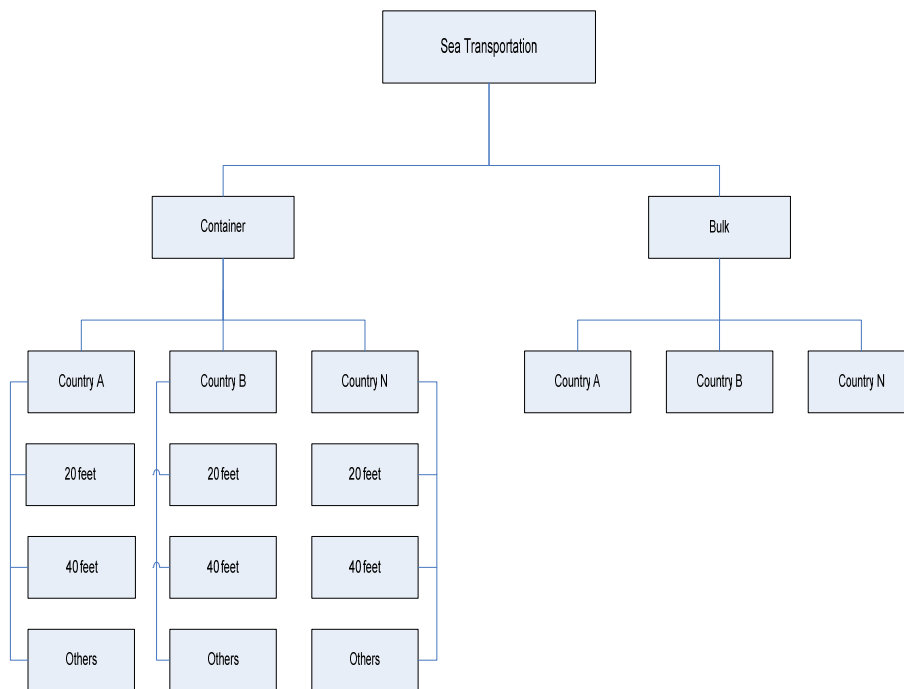 Sea Transportation
Container
Bulk
Country A
Country B
Country N
Country A
Country B
Country N
20 feet
20 feet
20 feet
40 feet
40 feet
40 feet
Others
Others
Others